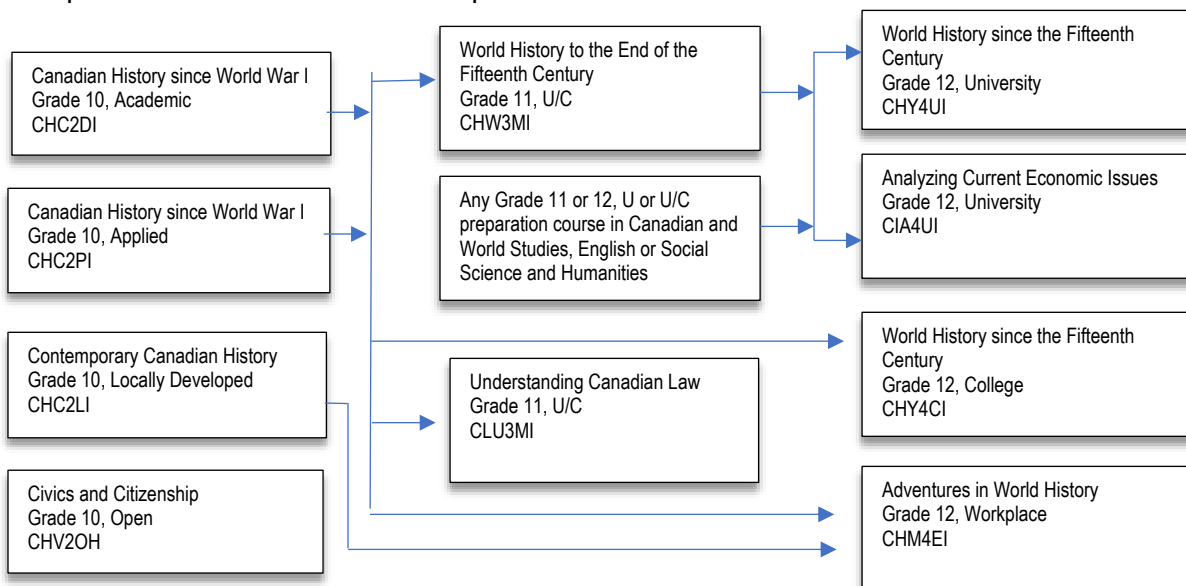 Canadian History since World War I
Grade 10, Academic
CHC2DI
Canadian History since World War I
Grade 10, Applied
CHC2PI
Contemporary Canadian History
Grade 10, Locally Developed
CHC2LI
Civics and Citizenship
Grade 10, Open
CHV2OH
World History to the End of the
Fifteenth Century
Grade 11, U/C
CHW3MI
Any Grade 11 or 12, U or U/C
preparation course in Canadian and
World Studies, English or Social
Science and Humanities
Understanding Canadian Law
Grade 11, U/C
CLU3MI
World History since the Fifteenth
Century
Grade 12, University
CHY4UI
Analyzing Current Economic Issues
Grade 12, University
CIA4UI
World History since the Fifteenth
Century
Grade 12, College
CHY4CI
Adventures in World History
Grade 12, Workplace
CHM4EI